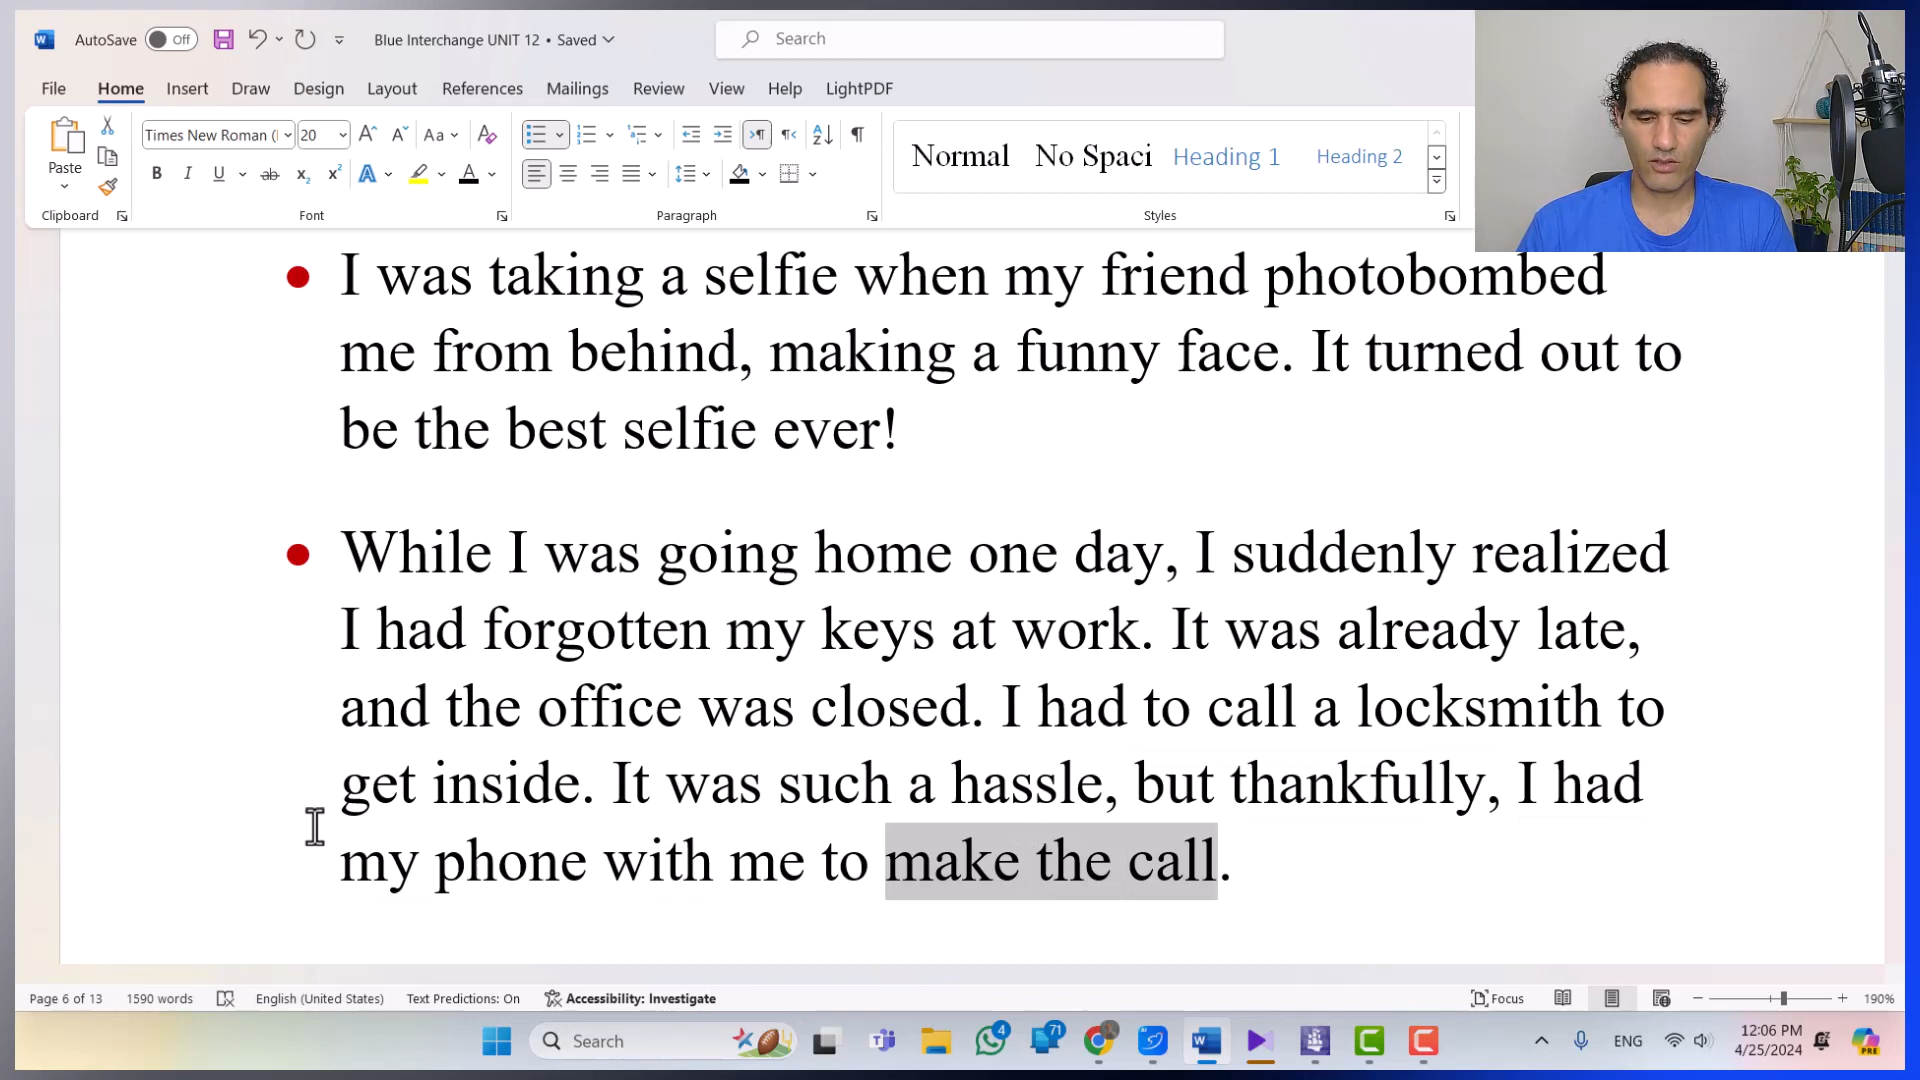 AutoSave Off Blue Interchange UNIT 12 • Saved Search
File Home Insert Draw Design Layout References Mailings Review View Help LightPDF
Paste
Times New Roman ( 20 Aa
Normal No Spaci Heading 1 Heading 2
Clipboard Font Paragraph Styles
I was taking a selfie when my friend photobombed
me from behind, making a funny face. It turned out to
be the best selfie ever!
While I was going home one day, I suddenly realized
I had forgotten my keys at work. It was already late,
and the office was closed. I had to call a locksmith to
get inside. It was such a hassle, but thankfully, I had
my phone with me to make the call.
Page 6 of 13 1590 words English (United States) Text Predictions: On Accessibility: Investigate Focus 190%
Search 4 71 ENG 12:06 PM
4/25/2024